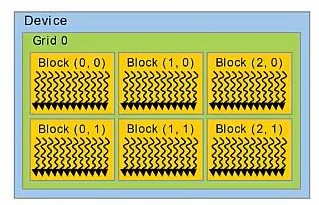 Device
Grid 0
Block (0, 0) Block (1, 0) Block (2, 0)
Block (0, 1) Block (1, 1) Block (2, 1)